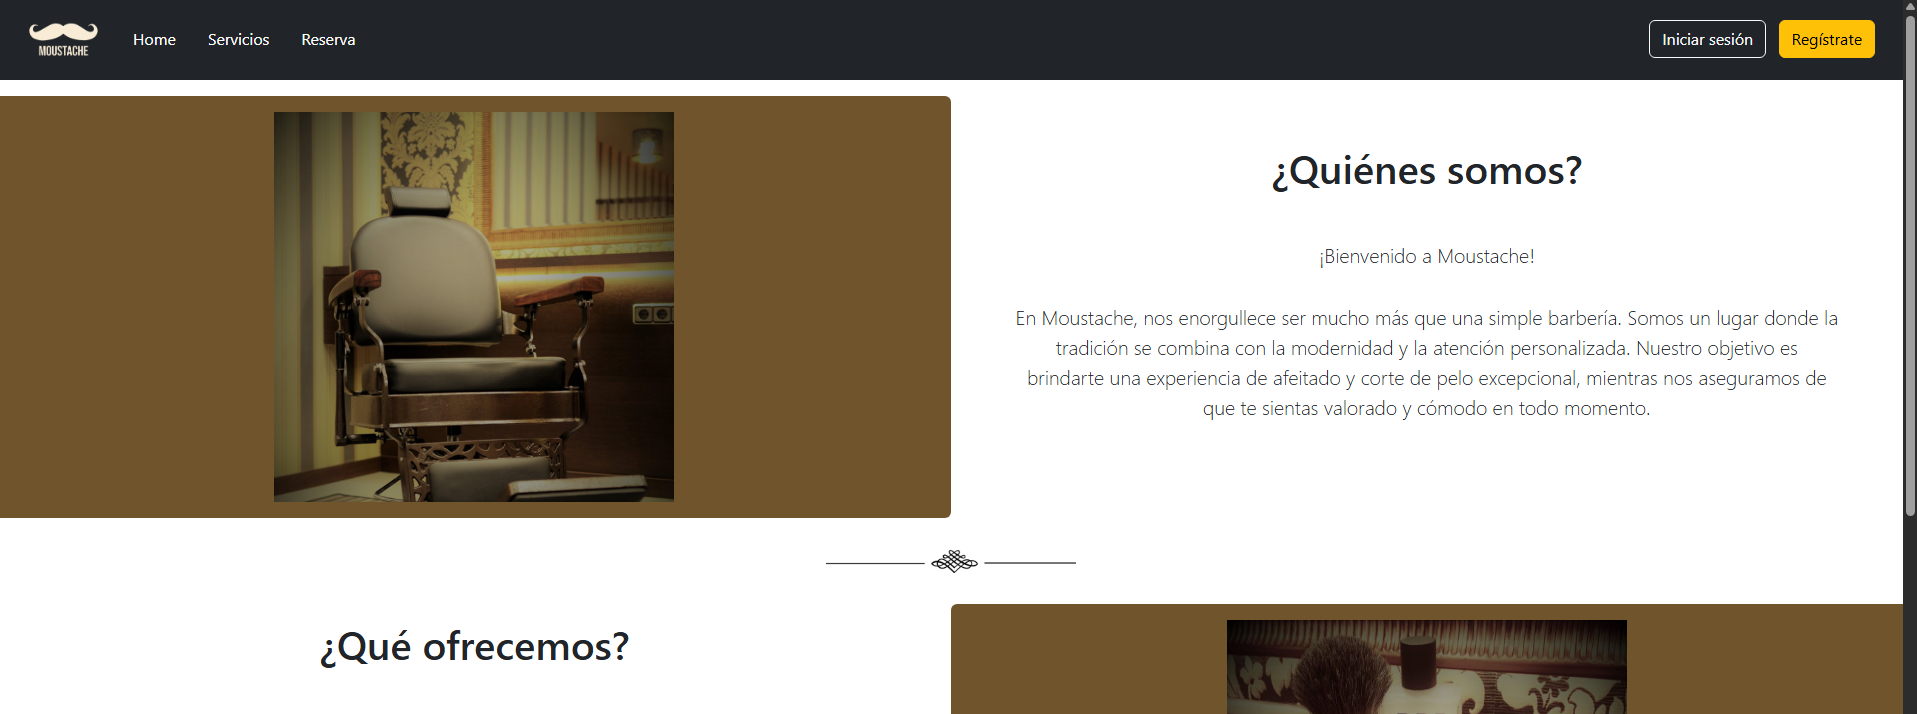 MOUSTACHE
Home
Servicios
Reserva
Iniciar sesión
Regístrate
¿Quiénes somos?
¡Bienvenido a Moustache!
En Moustache, nos enorgullece ser mucho más que una simple barbería. Somos un lugar donde la
tradición se combina con la modernidad y la atención personalizada. Nuestro objetivo es
brindarte una experiencia de afeitado y corte de pelo excepcional, mientras nos aseguramos de
que te sientas valorado y cómodo en todo momento.
¿Qué ofrecemos?